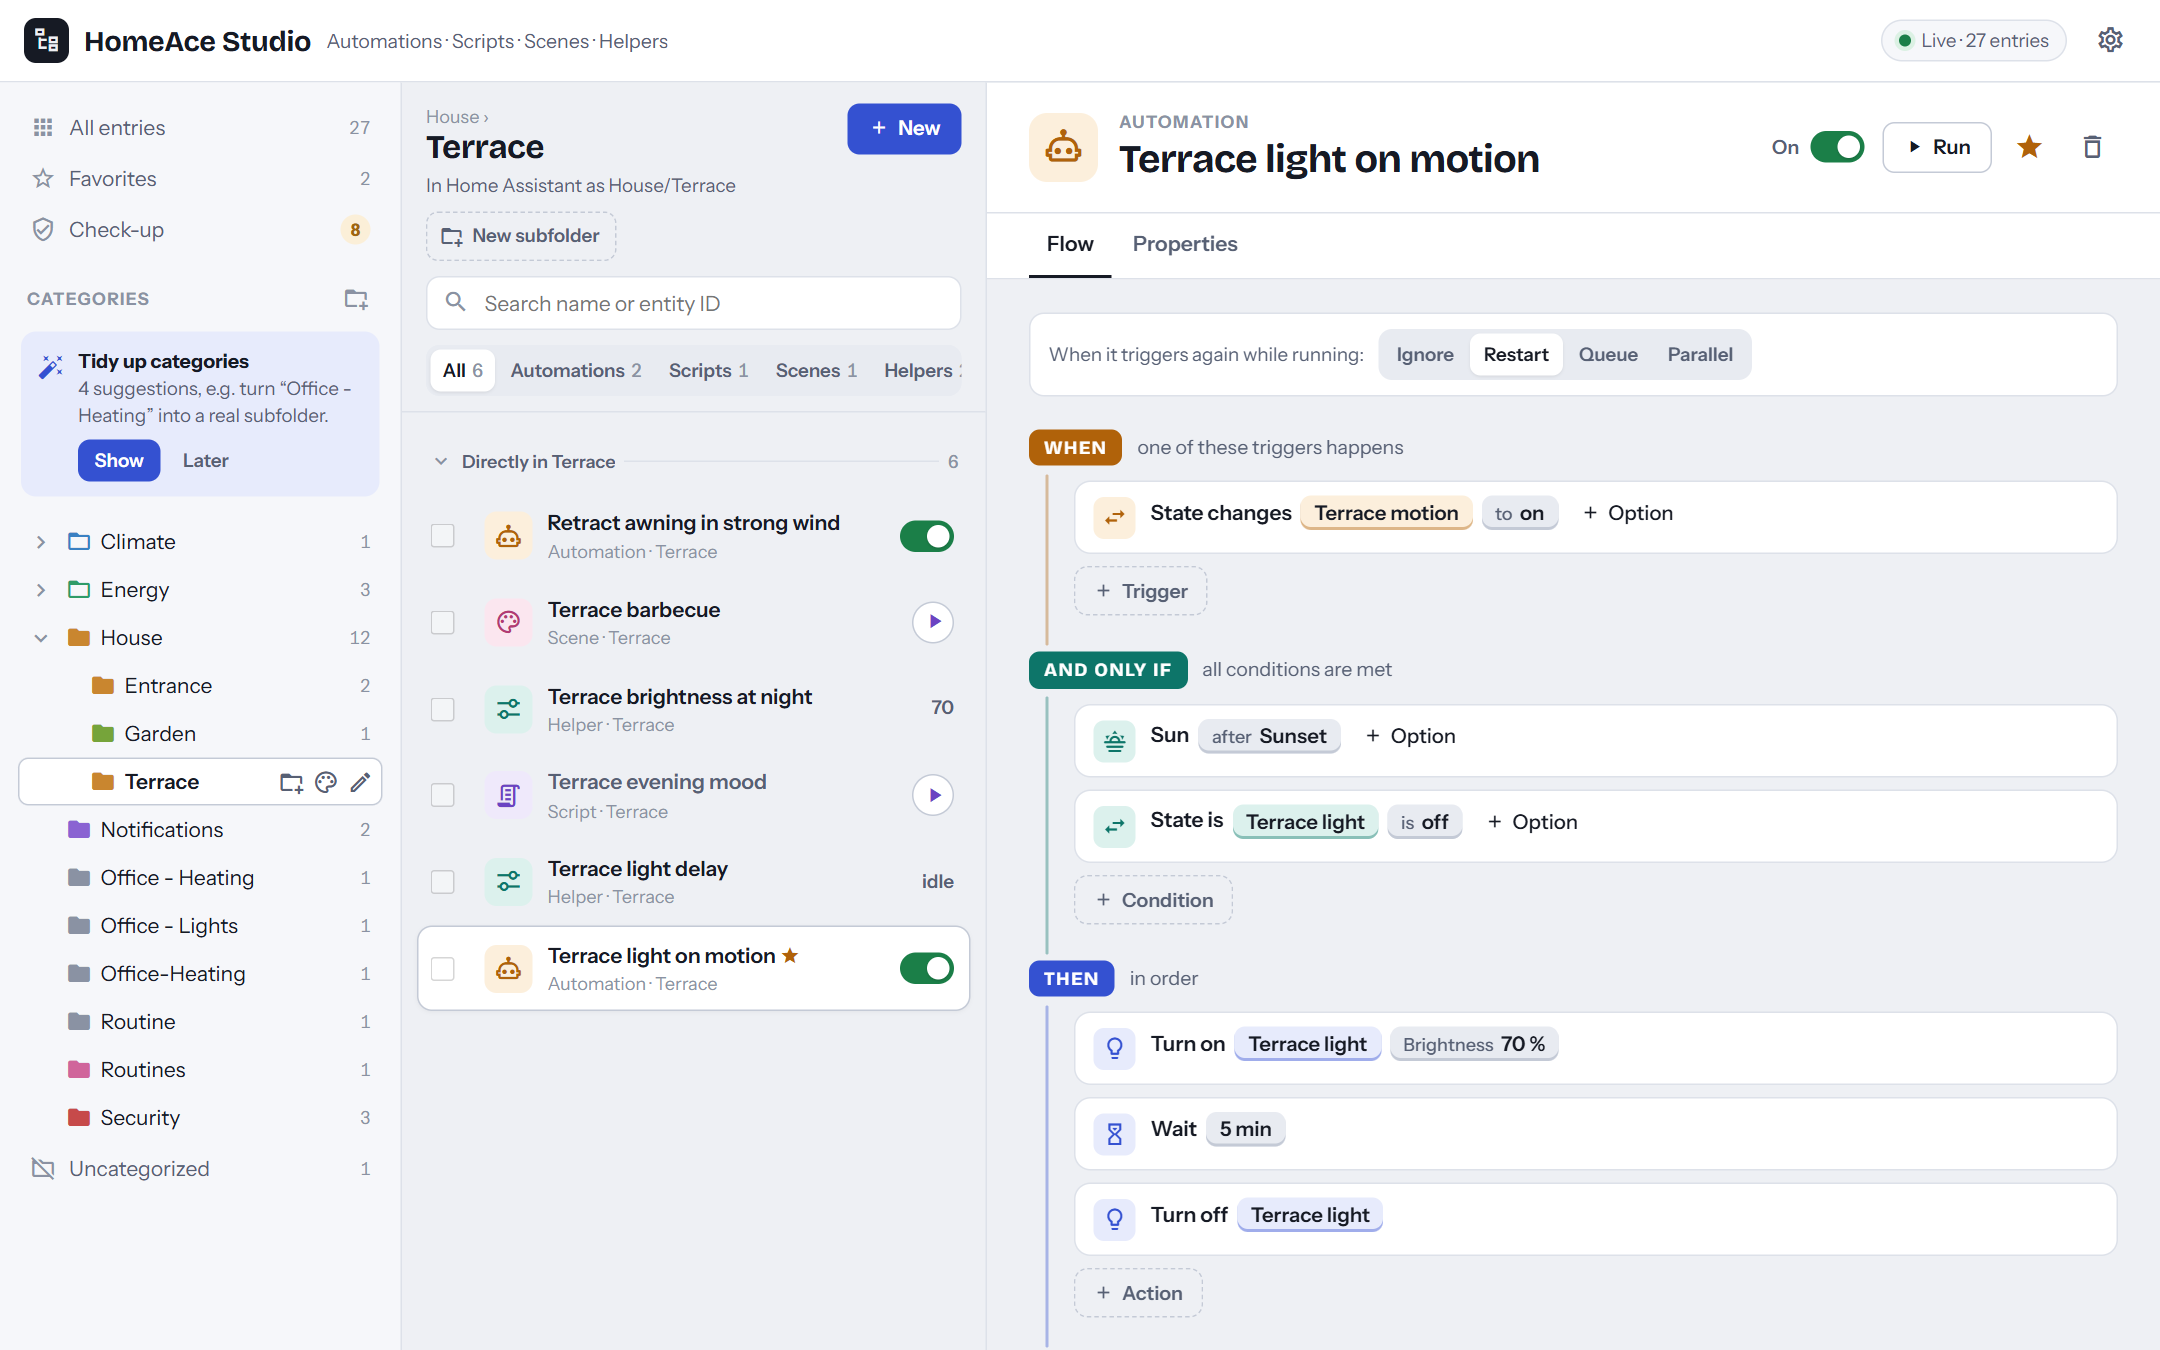 HomeAce Studio Automations · Scripts · Scenes · Helpers
Live · 27 entries
All entries 27
Favorites 2
Check-up 8
CATEGORIES
Tidy up categories
4 suggestions, e.g. turn “Office -
Heating” into a real subfolder.
Show Later
Climate 1
Energy 3
House 12
Entrance 2
Garden 1
Terrace
Notifications 2
Office - Heating 1
Office - Lights 1
Office-Heating 1
Routine 1
Routines 1
Security 3
Uncategorized 1
House ›
Terrace
+ New
In Home Assistant as House/Terrace
New subfolder
Search name or entity ID
All 6 Automations 2 Scripts 1 Scenes 1 Helpers
Directly in Terrace 6
Retract awning in strong wind
Automation · Terrace
Terrace barbecue
Scene · Terrace
Terrace brightness at night
Helper · Terrace
70
Terrace evening mood
Script · Terrace
Terrace light delay
Helper · Terrace
idle
Terrace light on motion ★
Automation · Terrace
AUTOMATION
Terrace light on motion
On Run
Flow Properties
When it triggers again while running: Ignore Restart Queue Parallel
WHEN one of these triggers happens
State changes Terrace motion to on + Option
+ Trigger
AND ONLY IF all conditions are met
Sun after Sunset + Option
State is Terrace light is off + Option
+ Condition
THEN in order
Turn on Terrace light Brightness 70 %
Wait 5 min
Turn off Terrace light
+ Action